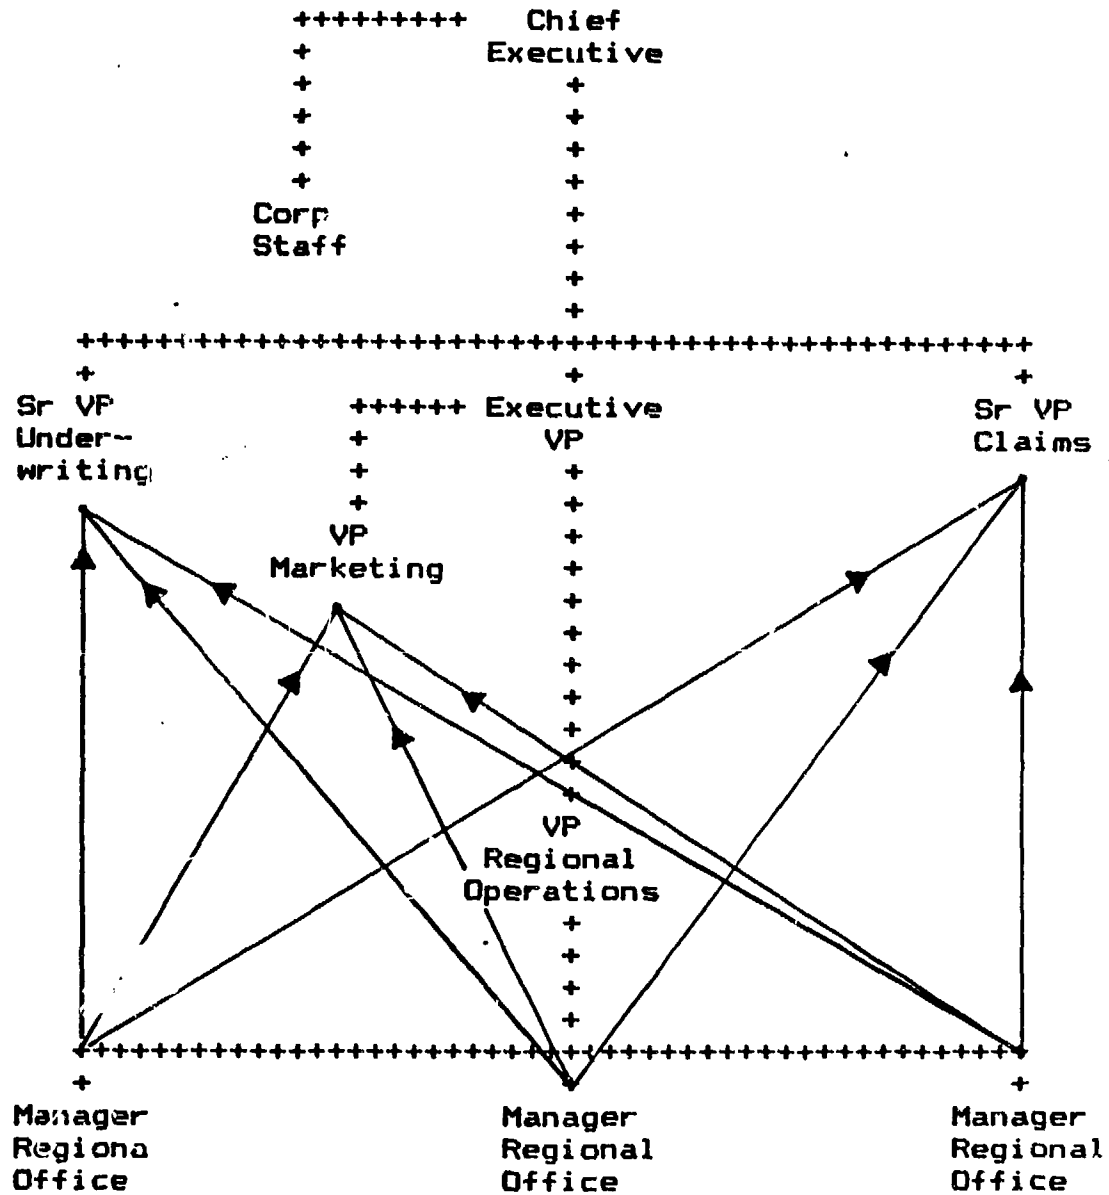 Chief
Executive
Corp
Staff
Sr VP
Under-
writing
Executive
VP
Sr VP
Claims
VP
Marketing
VP
Regional
Operations
Manager
Regiona
Office
Manager
Regional
Office
Manager
Regional
Office